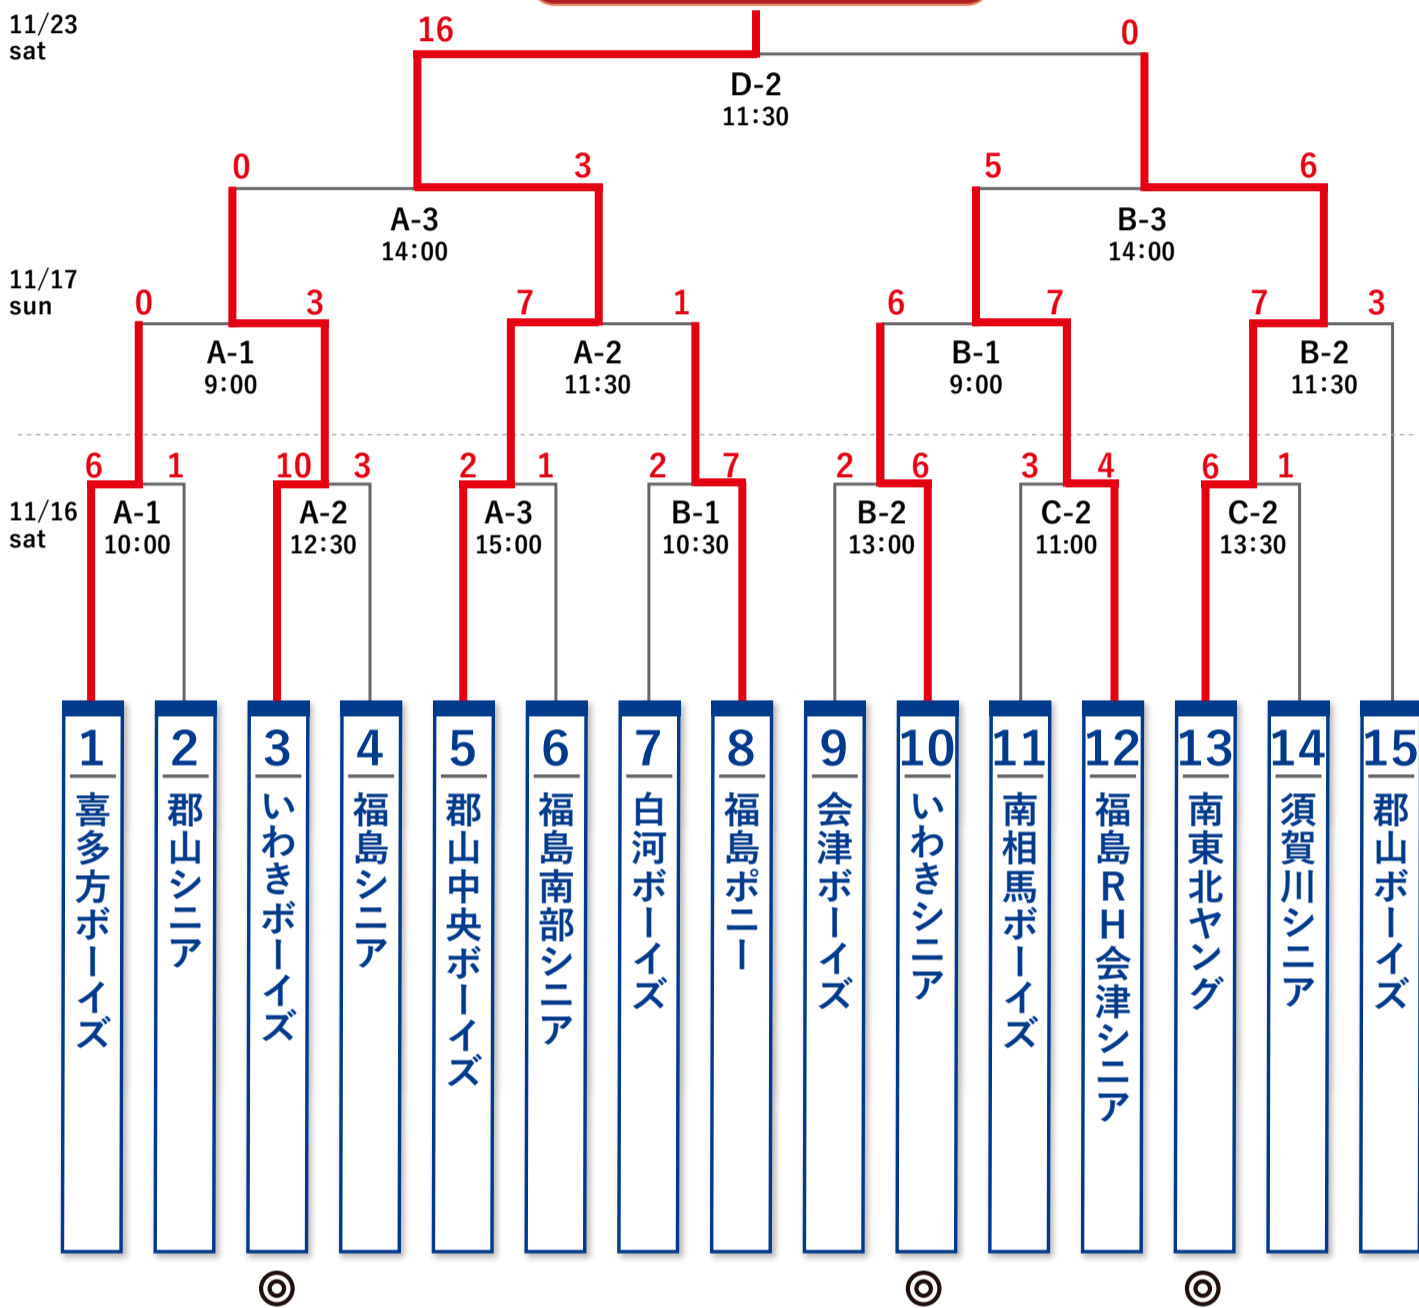 11/23
sat
16
0
D-2
11:30
0
3
5
6
A-3
14:00
B-3
14:00
11/17
sun
0
3
7
1
6
7
7
3
A-1
9:00
A-2
11:30
B-1
9:00
B-2
11:30
6
1
10
3
2
1
2
7
2
6
3
4
6
1
11/16
sat
A-1
10:00
A-2
12:30
A-3
15:00
B-1
10:30
B-2
13:00
C-2
11:00
C-2
13:30
1
喜多方ボーイズ
2
郡山シニア
3
いわきボーイズ
4
福島シニア
5
郡山中央ボーイズ
6
福島南部シニア
7
白河ボーイズ
8
福島ポニー
9
会津ボーイズ
10
いわきシニア
11
南相馬ボーイズ
12
福島RH会津シニア
13
南東北ヤング
14
須賀川シニア
15
郡山ボーイズ
◎
◎
◎